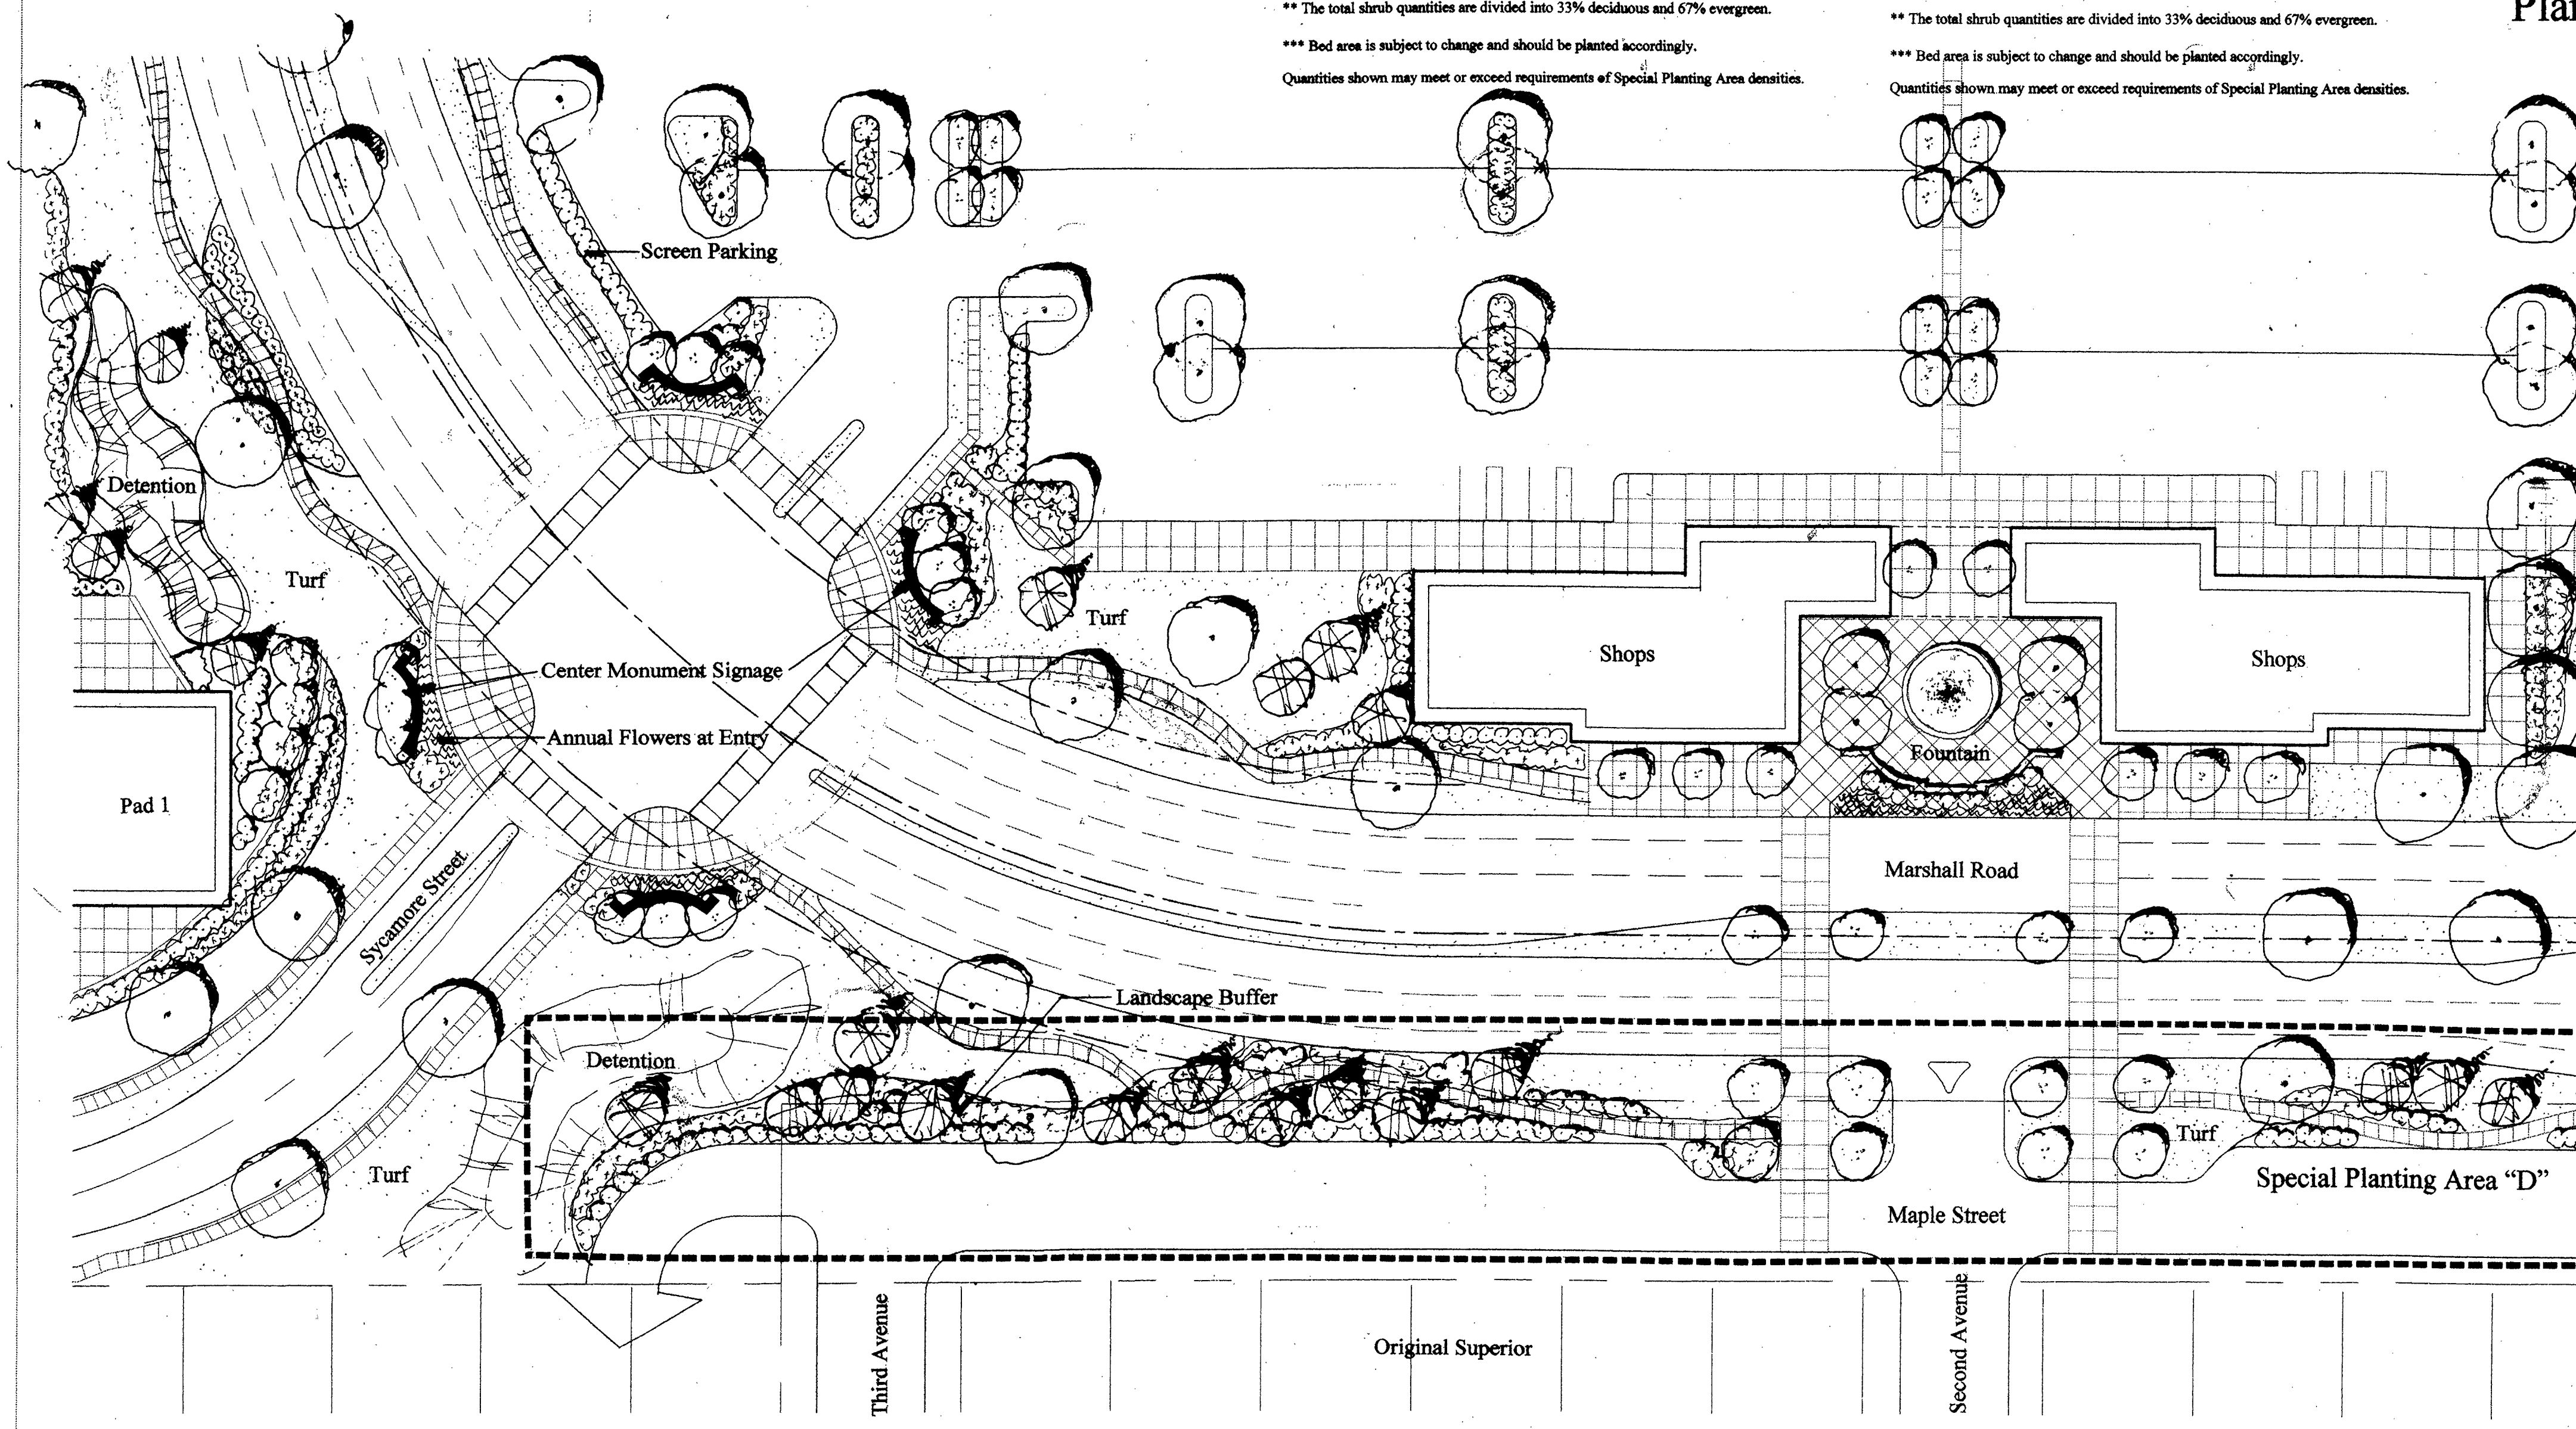 ** The total shrub quantities are divided into 33% deciduous and 67% evergreen.
*** Bed area is subject to change and should be planted accordingly.
Quantities shown may meet or exceed requirements of Special Planting Area densities.
** The total shrub quantities are divided into 33% deciduous and 67% evergreen.
*** Bed area is subject to change and should be planted accordingly.
Quantities shown may meet or exceed requirements of Special Planting Area densities.
Screen Parking
Detention
Turf
Turf
Center Monument Signage
Annual Flowers at Entry
Shops
Shops
Fountain
Pad 1
Sycamore Street
Marshall Road
Landscape Buffer
Detention
Turf
Turf
Special Planting Area “D”
Maple Street
Third Avenue
Original Superior
Second Avenue